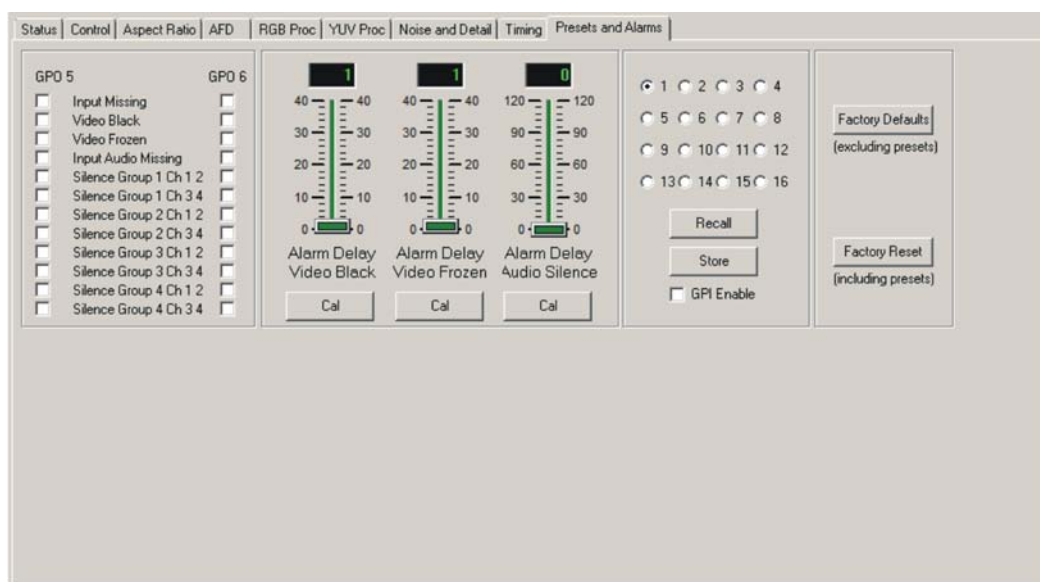 Status Control Aspect Ratio AFD RGB Proc YUV Proc Noise and Detail Timing Presets and Alarms
GPO 5 GPO 6
Input Missing
Video Black
Video Frozen
Input Audio Missing
Silence Group 1 Ch 1 2
Silence Group 1 Ch 3 4
Silence Group 2 Ch 1 2
Silence Group 2 Ch 3 4
Silence Group 3 Ch 1 2
Silence Group 3 Ch 3 4
Silence Group 4 Ch 1 2
Silence Group 4 Ch 3 4
1
40 40
30 30
20 20
10 10
0 0
Alarm Delay
Video Black
Cal
1
40 40
30 30
20 20
10 10
0 0
Alarm Delay
Video Frozen
Cal
0
120 120
90 90
60 60
30 30
0 0
Alarm Delay
Audio Silence
Cal
1 2 3 4
5 6 7 8
9 10 11 12
13 14 15 16
Recall
Store
GPI Enable
Factory Defaults
(excluding presets)
Factory Reset
(including presets)